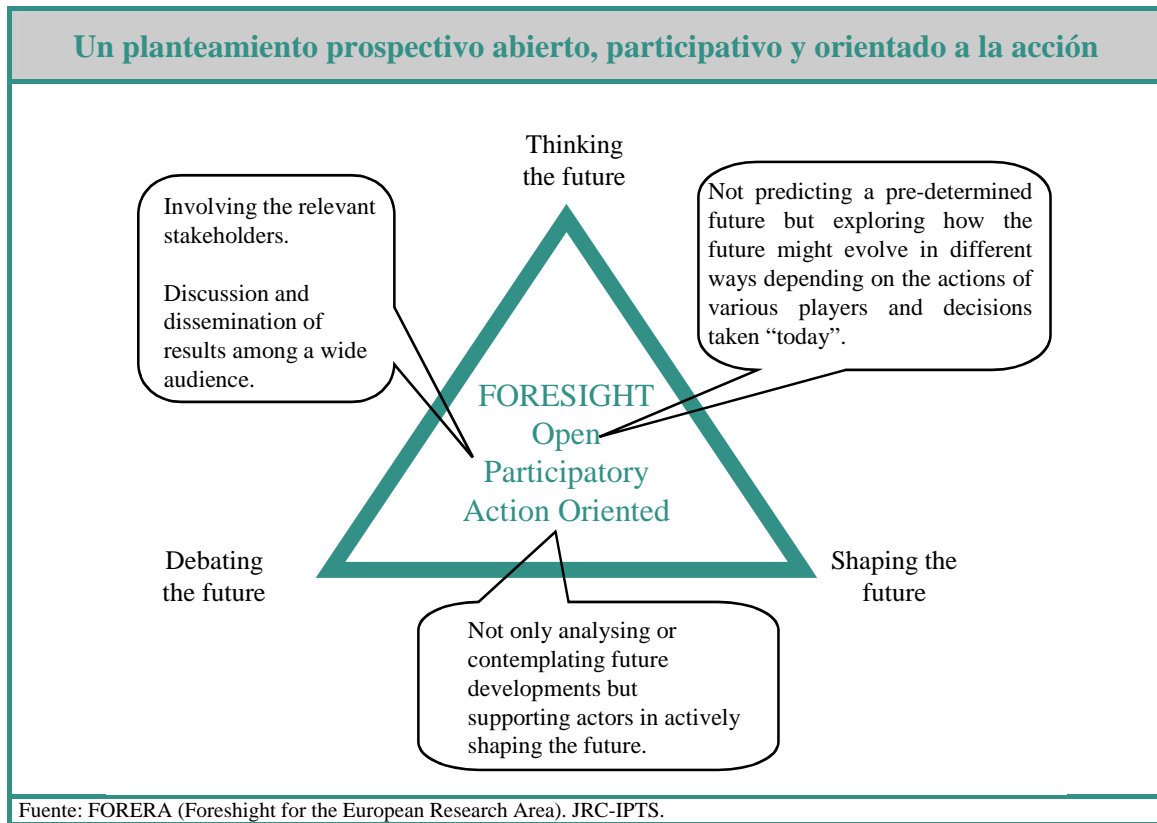 Un planteamiento prospectivo abierto, participativo y orientado a la acción
Thinking
the future
Involving the relevant
stakeholders.
Discussion and
dissemination of
results among a wide
audience.
Not predicting a pre-determined
future but exploring how the
future might evolve in different
ways depending on the actions of
various players and decisions
taken “today”.
FORESIGHT
Open
Participatory
Action Oriented
Debating
the future
Shaping the
future
Not only analysing or
contemplating future
developments but
supporting actors in actively
shaping the future.
Fuente: FORERA (Foreshight for the European Research Area). JRC-IPTS.